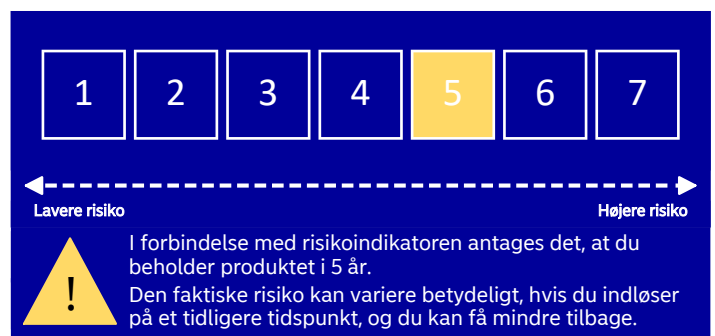 1 2 3 4 5 6 7
Lavere risiko Højere risiko
I forbindelse med risikoindikatoren antages det, at du
beholder produktet i 5 år.
!
Den faktiske risiko kan variere betydeligt, hvis du indløser
på et tidligere tidspunkt, og du kan få mindre tilbage.